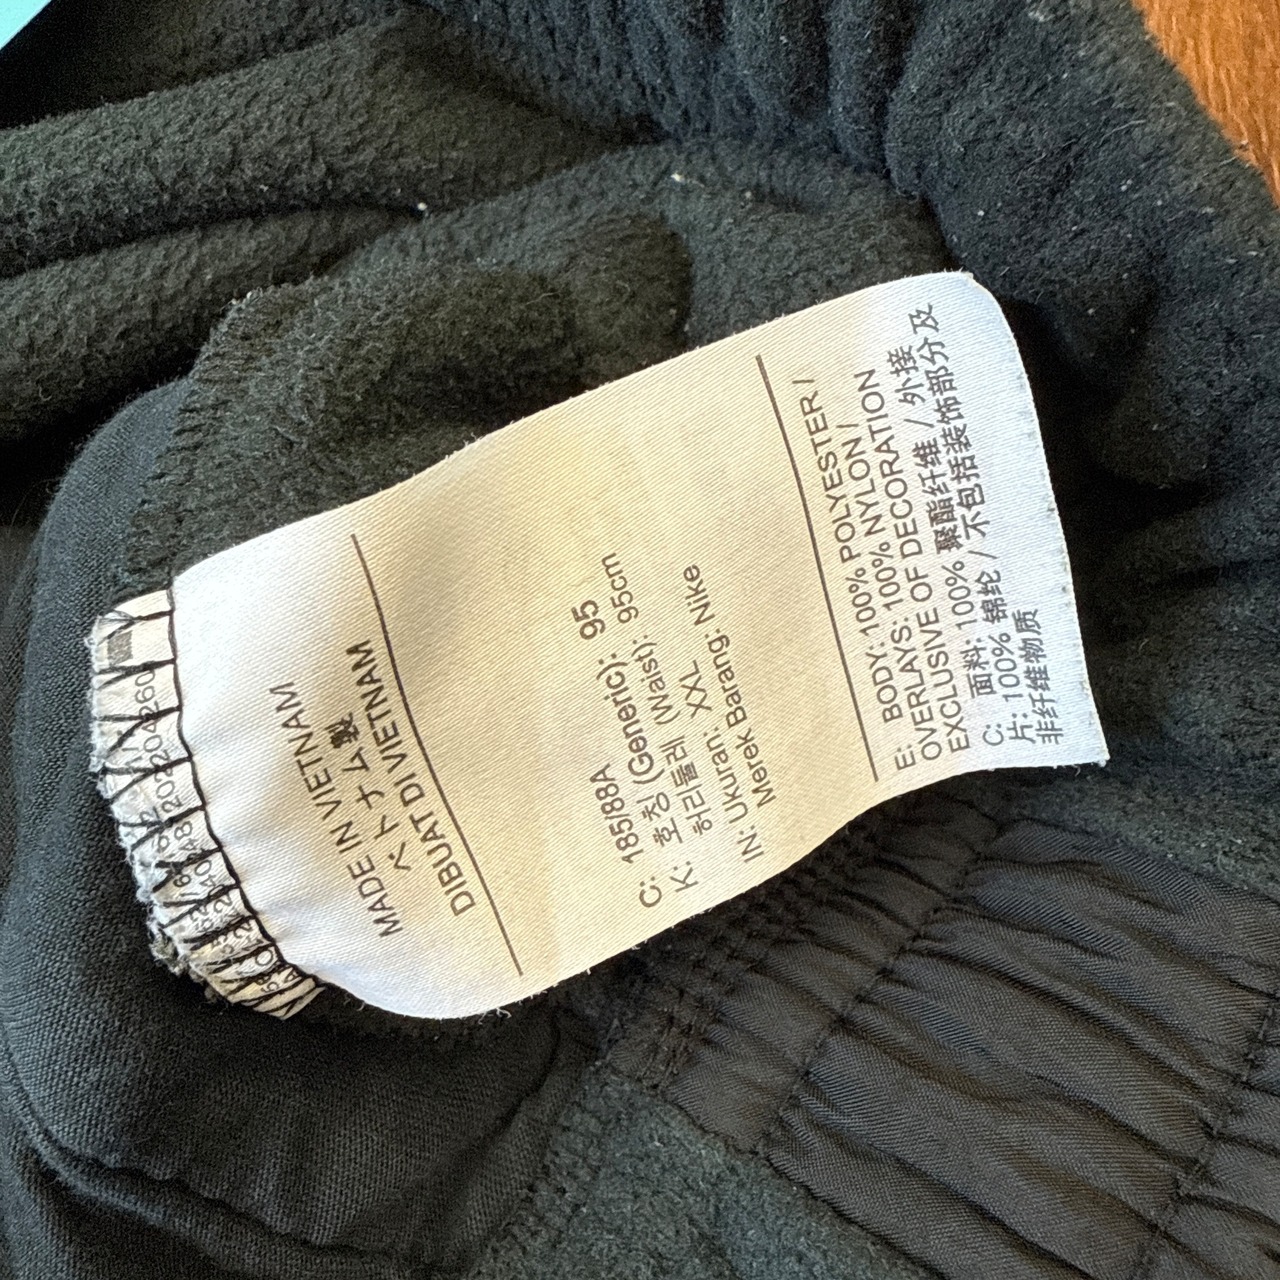 MADE IN VIETNAM
ベトナム製
DIBUAT DI VIETNAM
C: 185/88A
K: 호칭 (Generic): 95
허리둘레 (Waist): 95cm
IN: Ukuran: XXL
Merek Barang: Nike
E: BODY: 100% POLYESTER /
OVERLAYS: 100% NYLON /
EXCLUSIVE OF DECORATION
C: 面料: 100% 聚酯纤维 / 外接
片: 100% 锦纶 / 不包括装饰部分及
非纤维物质